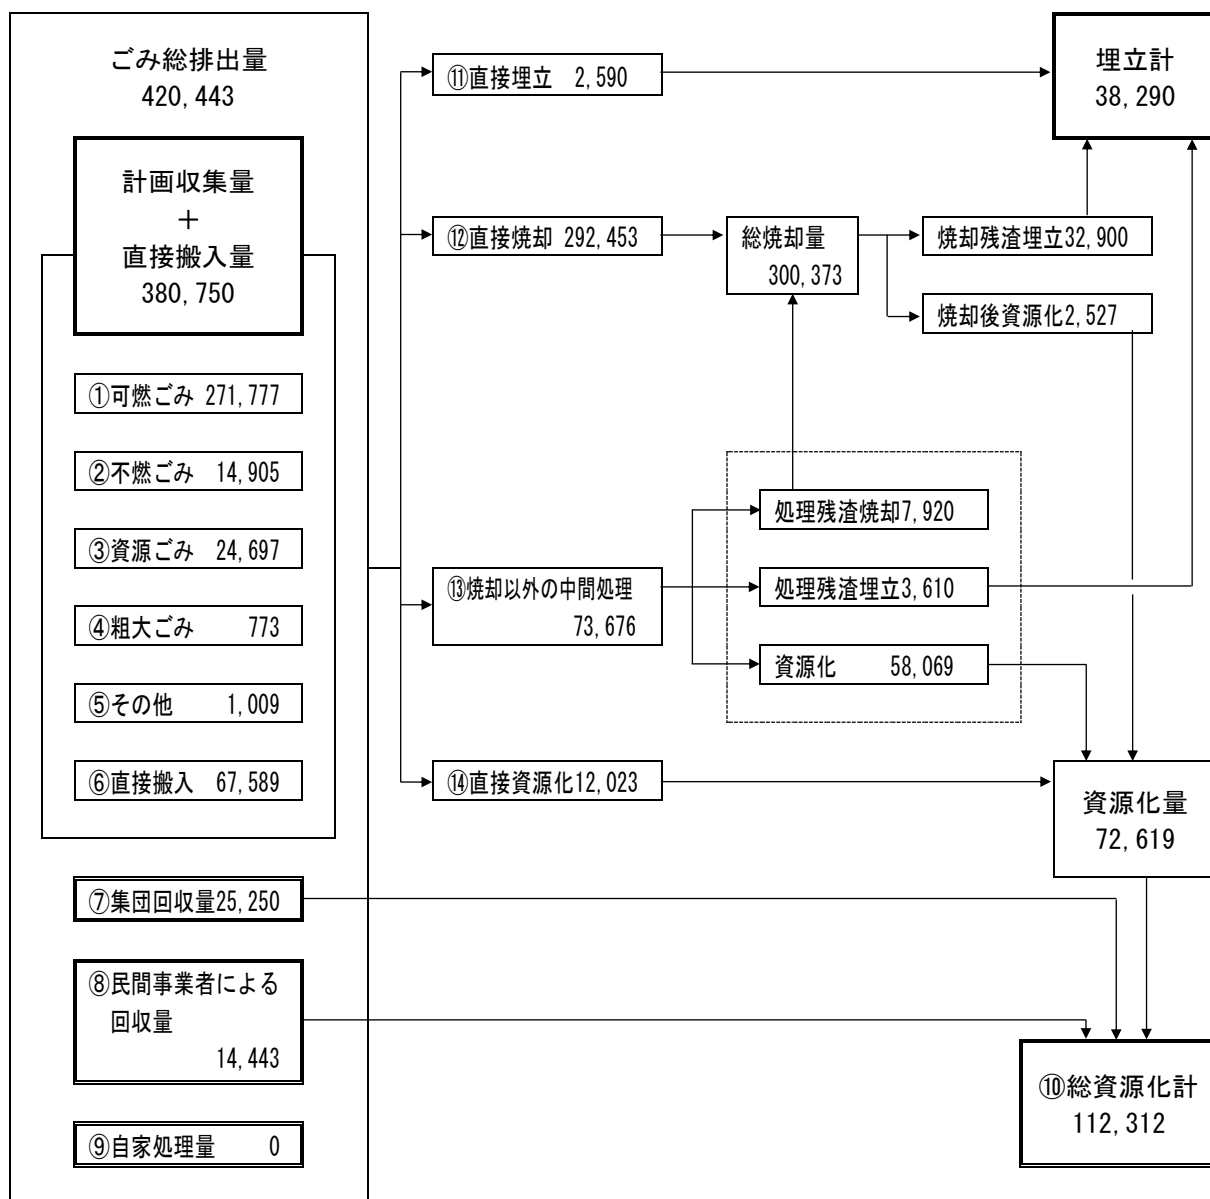 ごみ総排出量
420,443
計画収集量
＋
直接搬入量
380,750
①可燃ごみ 271,777
②不燃ごみ 14,905
③資源ごみ 24,697
④粗大ごみ 773
⑤その他 1,009
⑥直接搬入 67,589
⑦集団回収量25,250
⑧民間事業者による
回収量
14,443
⑨自家処理量 0
⑪直接埋立 2,590
⑫直接焼却 292,453
総焼却量
300,373
焼却残渣埋立32,900
焼却後資源化2,527
⑬焼却以外の中間処理
73,676
処理残渣焼却7,920
処理残渣埋立3,610
資源化 58,069
⑭直接資源化12,023
埋立計
38,290
資源化量
72,619
⑩総資源化計
112,312